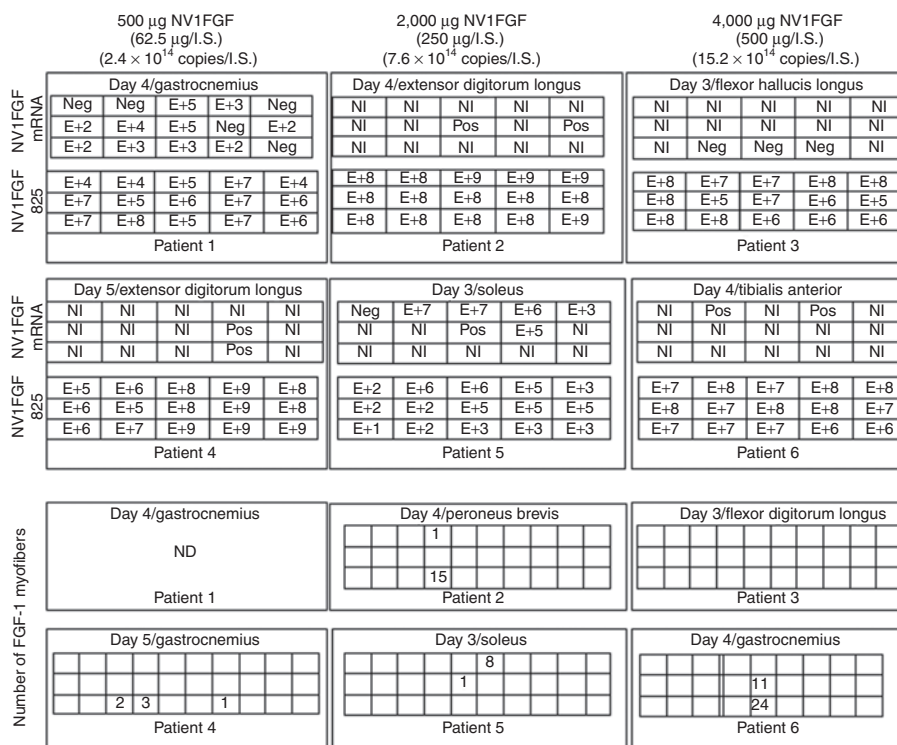 500 µg NV1FGF 2,000 µg NV1FGF 4,000 µg NV1FGF
(62.5 µg/I.S.) (250 µg/I.S.) (500 µg/I.S.)
(2.4 × 10¹⁴ copies/I.S.) (7.6 × 10¹⁴ copies/I.S.) (15.2 × 10¹⁴ copies/I.S.)
NV1FGF
mRNA
Day 4/gastrocnemius
Neg Neg E+5 E+3 Neg
E+2 E+4 E+5 Neg E+2
E+2 E+3 E+3 E+2 Neg
Day 4/extensor digitorum longus
NI NI NI NI NI
NI NI Pos NI Pos
NI NI NI NI NI
Day 3/flexor hallucis longus
NI NI NI NI NI
NI NI NI NI NI
NI Neg Neg Neg NI
NV1FGF
825
E+4 E+4 E+5 E+7 E+4
E+7 E+5 E+6 E+7 E+6
E+7 E+8 E+5 E+7 E+6
Patient 1
E+8 E+8 E+9 E+9 E+9
E+8 E+8 E+8 E+8 E+8
E+8 E+8 E+8 E+8 E+9
Patient 2
E+8 E+7 E+7 E+8 E+8
E+8 E+5 E+7 E+6 E+5
E+8 E+8 E+6 E+6 E+6
Patient 3
NV1FGF
mRNA
Day 5/extensor digitorum longus
NI NI NI NI NI
NI NI NI Pos NI
NI NI NI Pos NI
Day 3/soleus
Neg E+7 E+7 E+6 E+3
NI NI Pos E+5 NI
NI NI NI NI NI
Day 4/tibialis anterior
NI Pos NI Pos NI
NI NI NI NI NI
NI NI NI NI NI
NV1FGF
825
E+5 E+6 E+8 E+9 E+8
E+6 E+5 E+8 E+9 E+8
E+6 E+7 E+9 E+9 E+9
Patient 4
E+2 E+6 E+6 E+5 E+3
E+2 E+2 E+5 E+5 E+5
E+1 E+2 E+3 E+3 E+3
Patient 5
E+7 E+8 E+7 E+8 E+8
E+8 E+7 E+8 E+8 E+7
E+7 E+7 E+7 E+6 E+6
Patient 6
Number of FGF-1 myofibers
Day 4/gastrocnemius
ND
Patient 1
Day 4/peroneus brevis
1
15
Patient 2
Day 3/flexor digitorum longus
Patient 3
Day 5/gastrocnemius
2 3 1
Patient 4
Day 3/soleus
8
1
Patient 5
Day 4/gastrocnemius
11
24
Patient 6